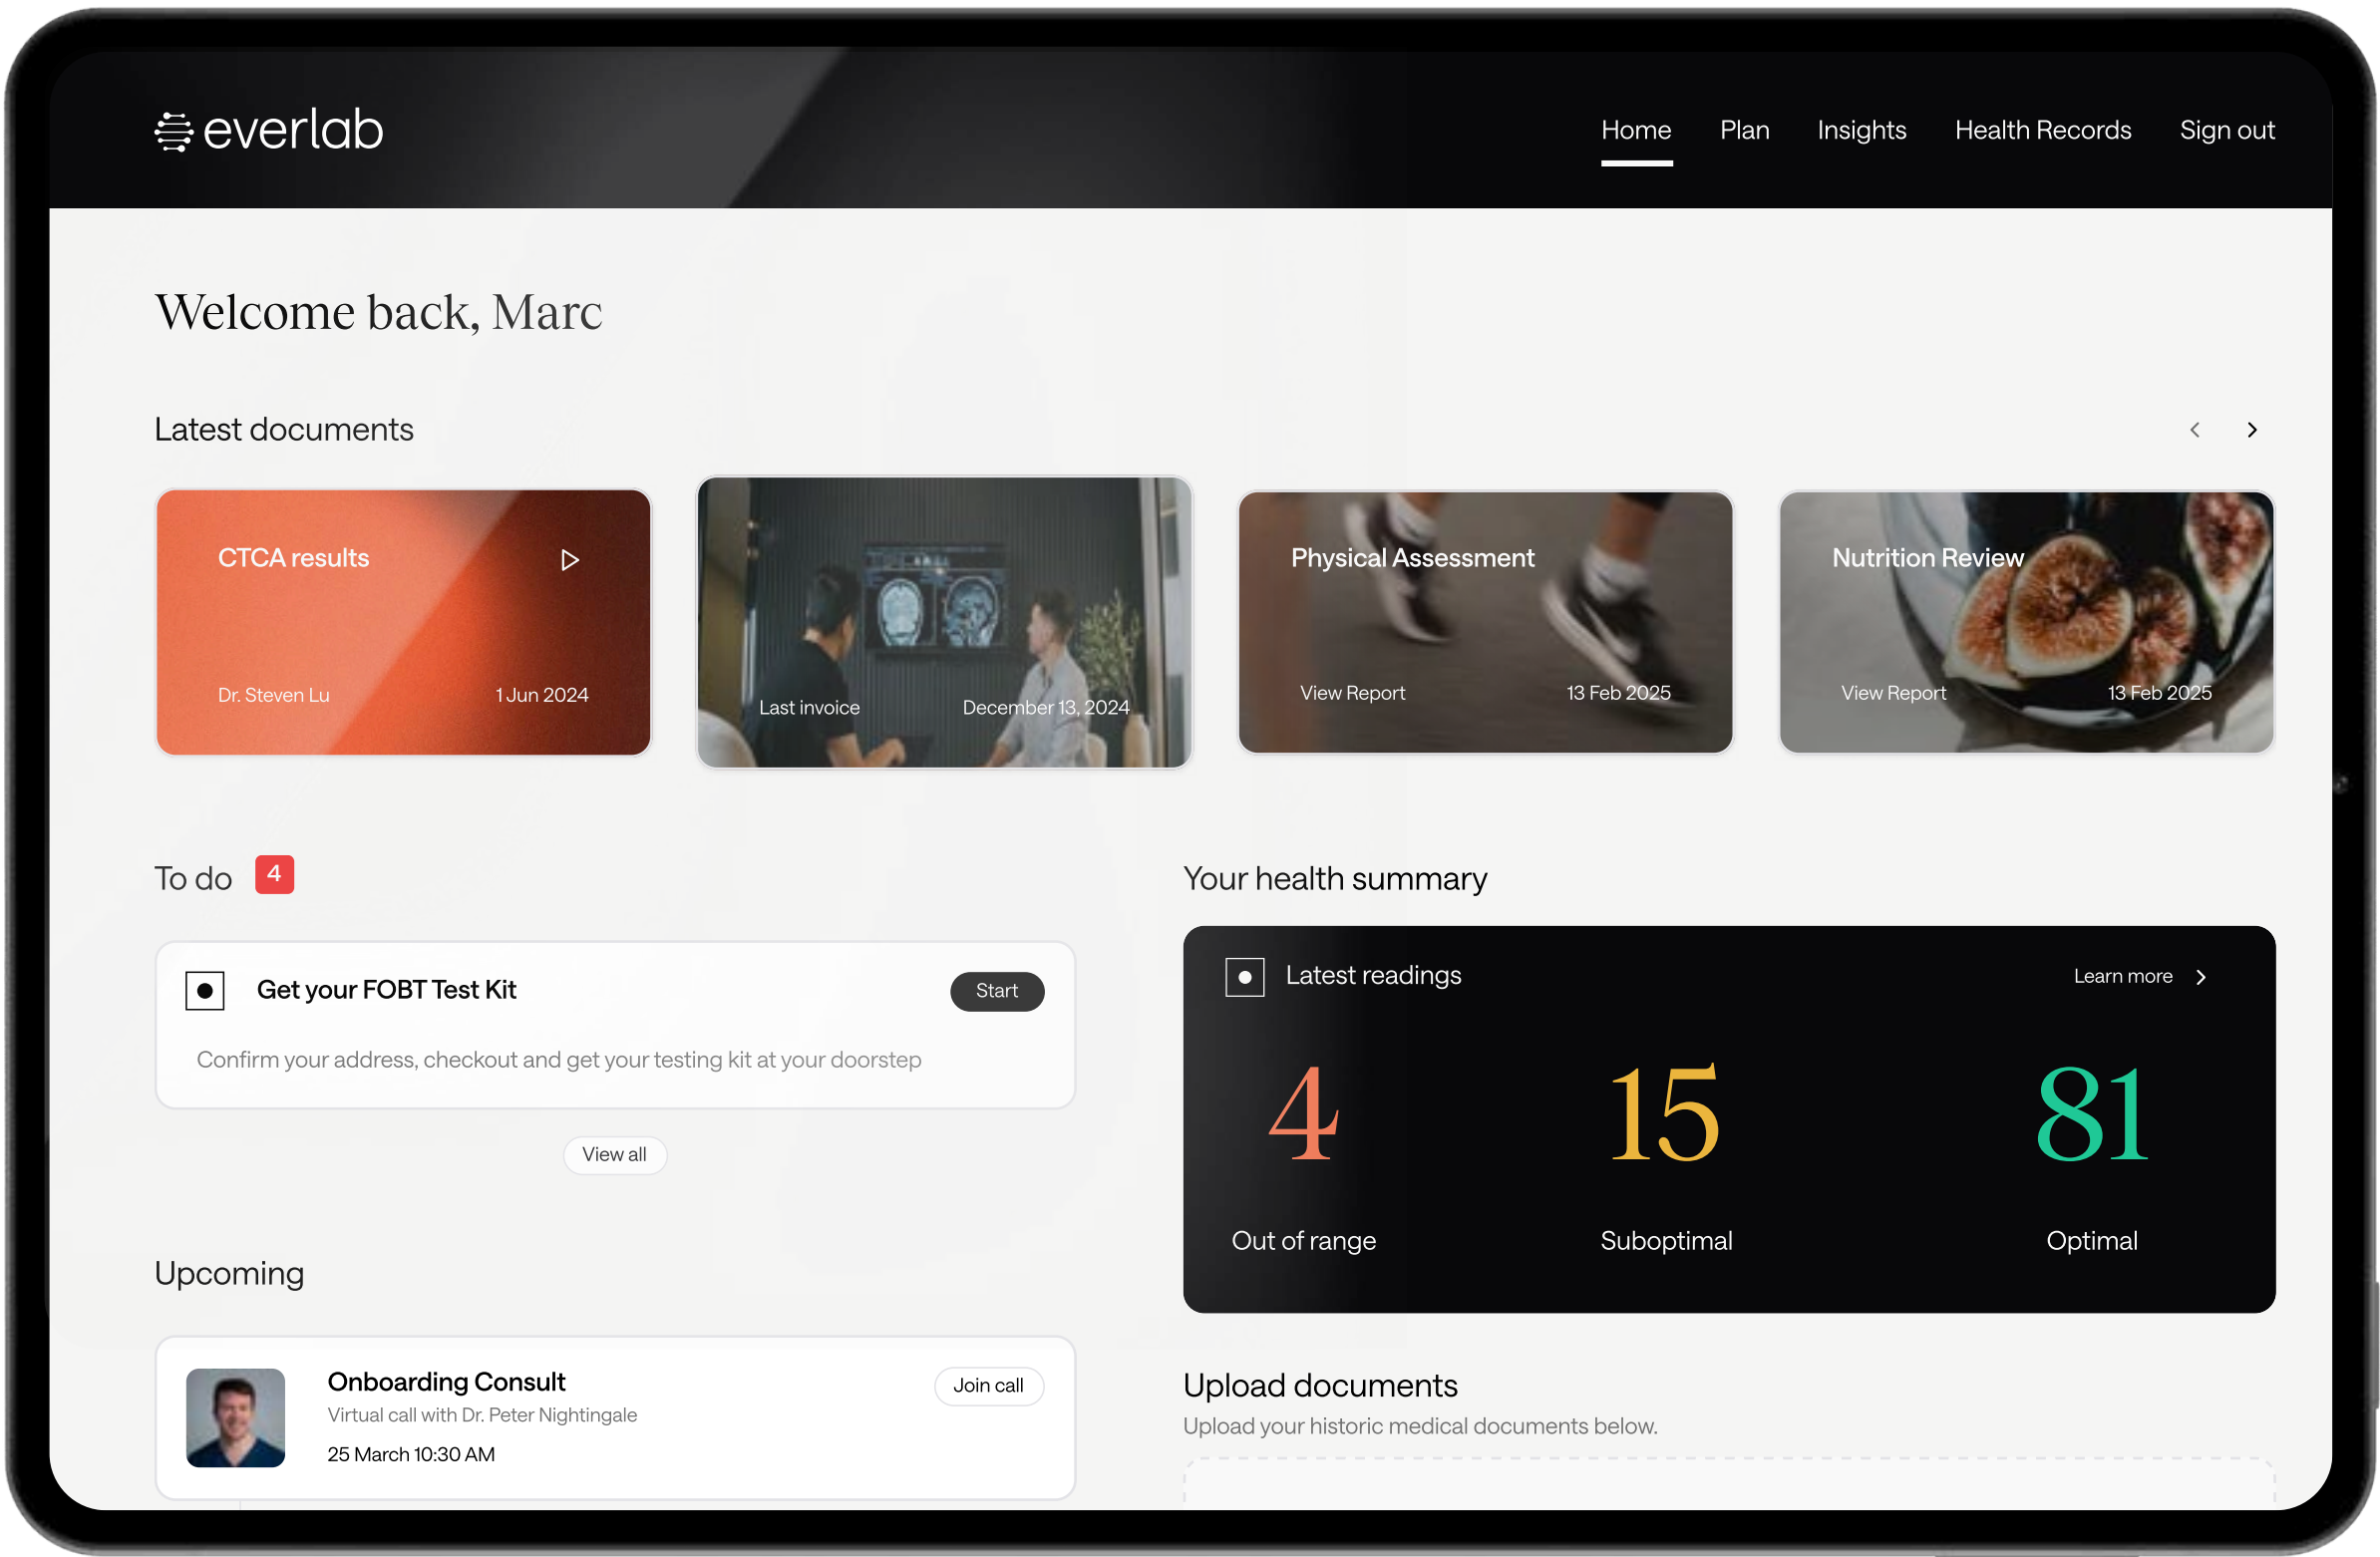 everlab
Home Plan Insights Health Records Sign out
Welcome back, Marc
Latest documents
CTCA results
Dr. Steven Lu 1 Jun 2024
Last invoice December 13, 2024
Physical Assessment
View Report 13 Feb 2025
Nutrition Review
View Report 13 Feb 2025
To do 4
Get your FOBT Test Kit Start
Confirm your address, checkout and get your testing kit at your doorstep
View all
Upcoming
Onboarding Consult Join call
Virtual call with Dr. Peter Nightingale
25 March 10:30 AM
Your health summary
Latest readings Learn more
4 15 81
Out of range Suboptimal Optimal
Upload documents
Upload your historic medical documents below.